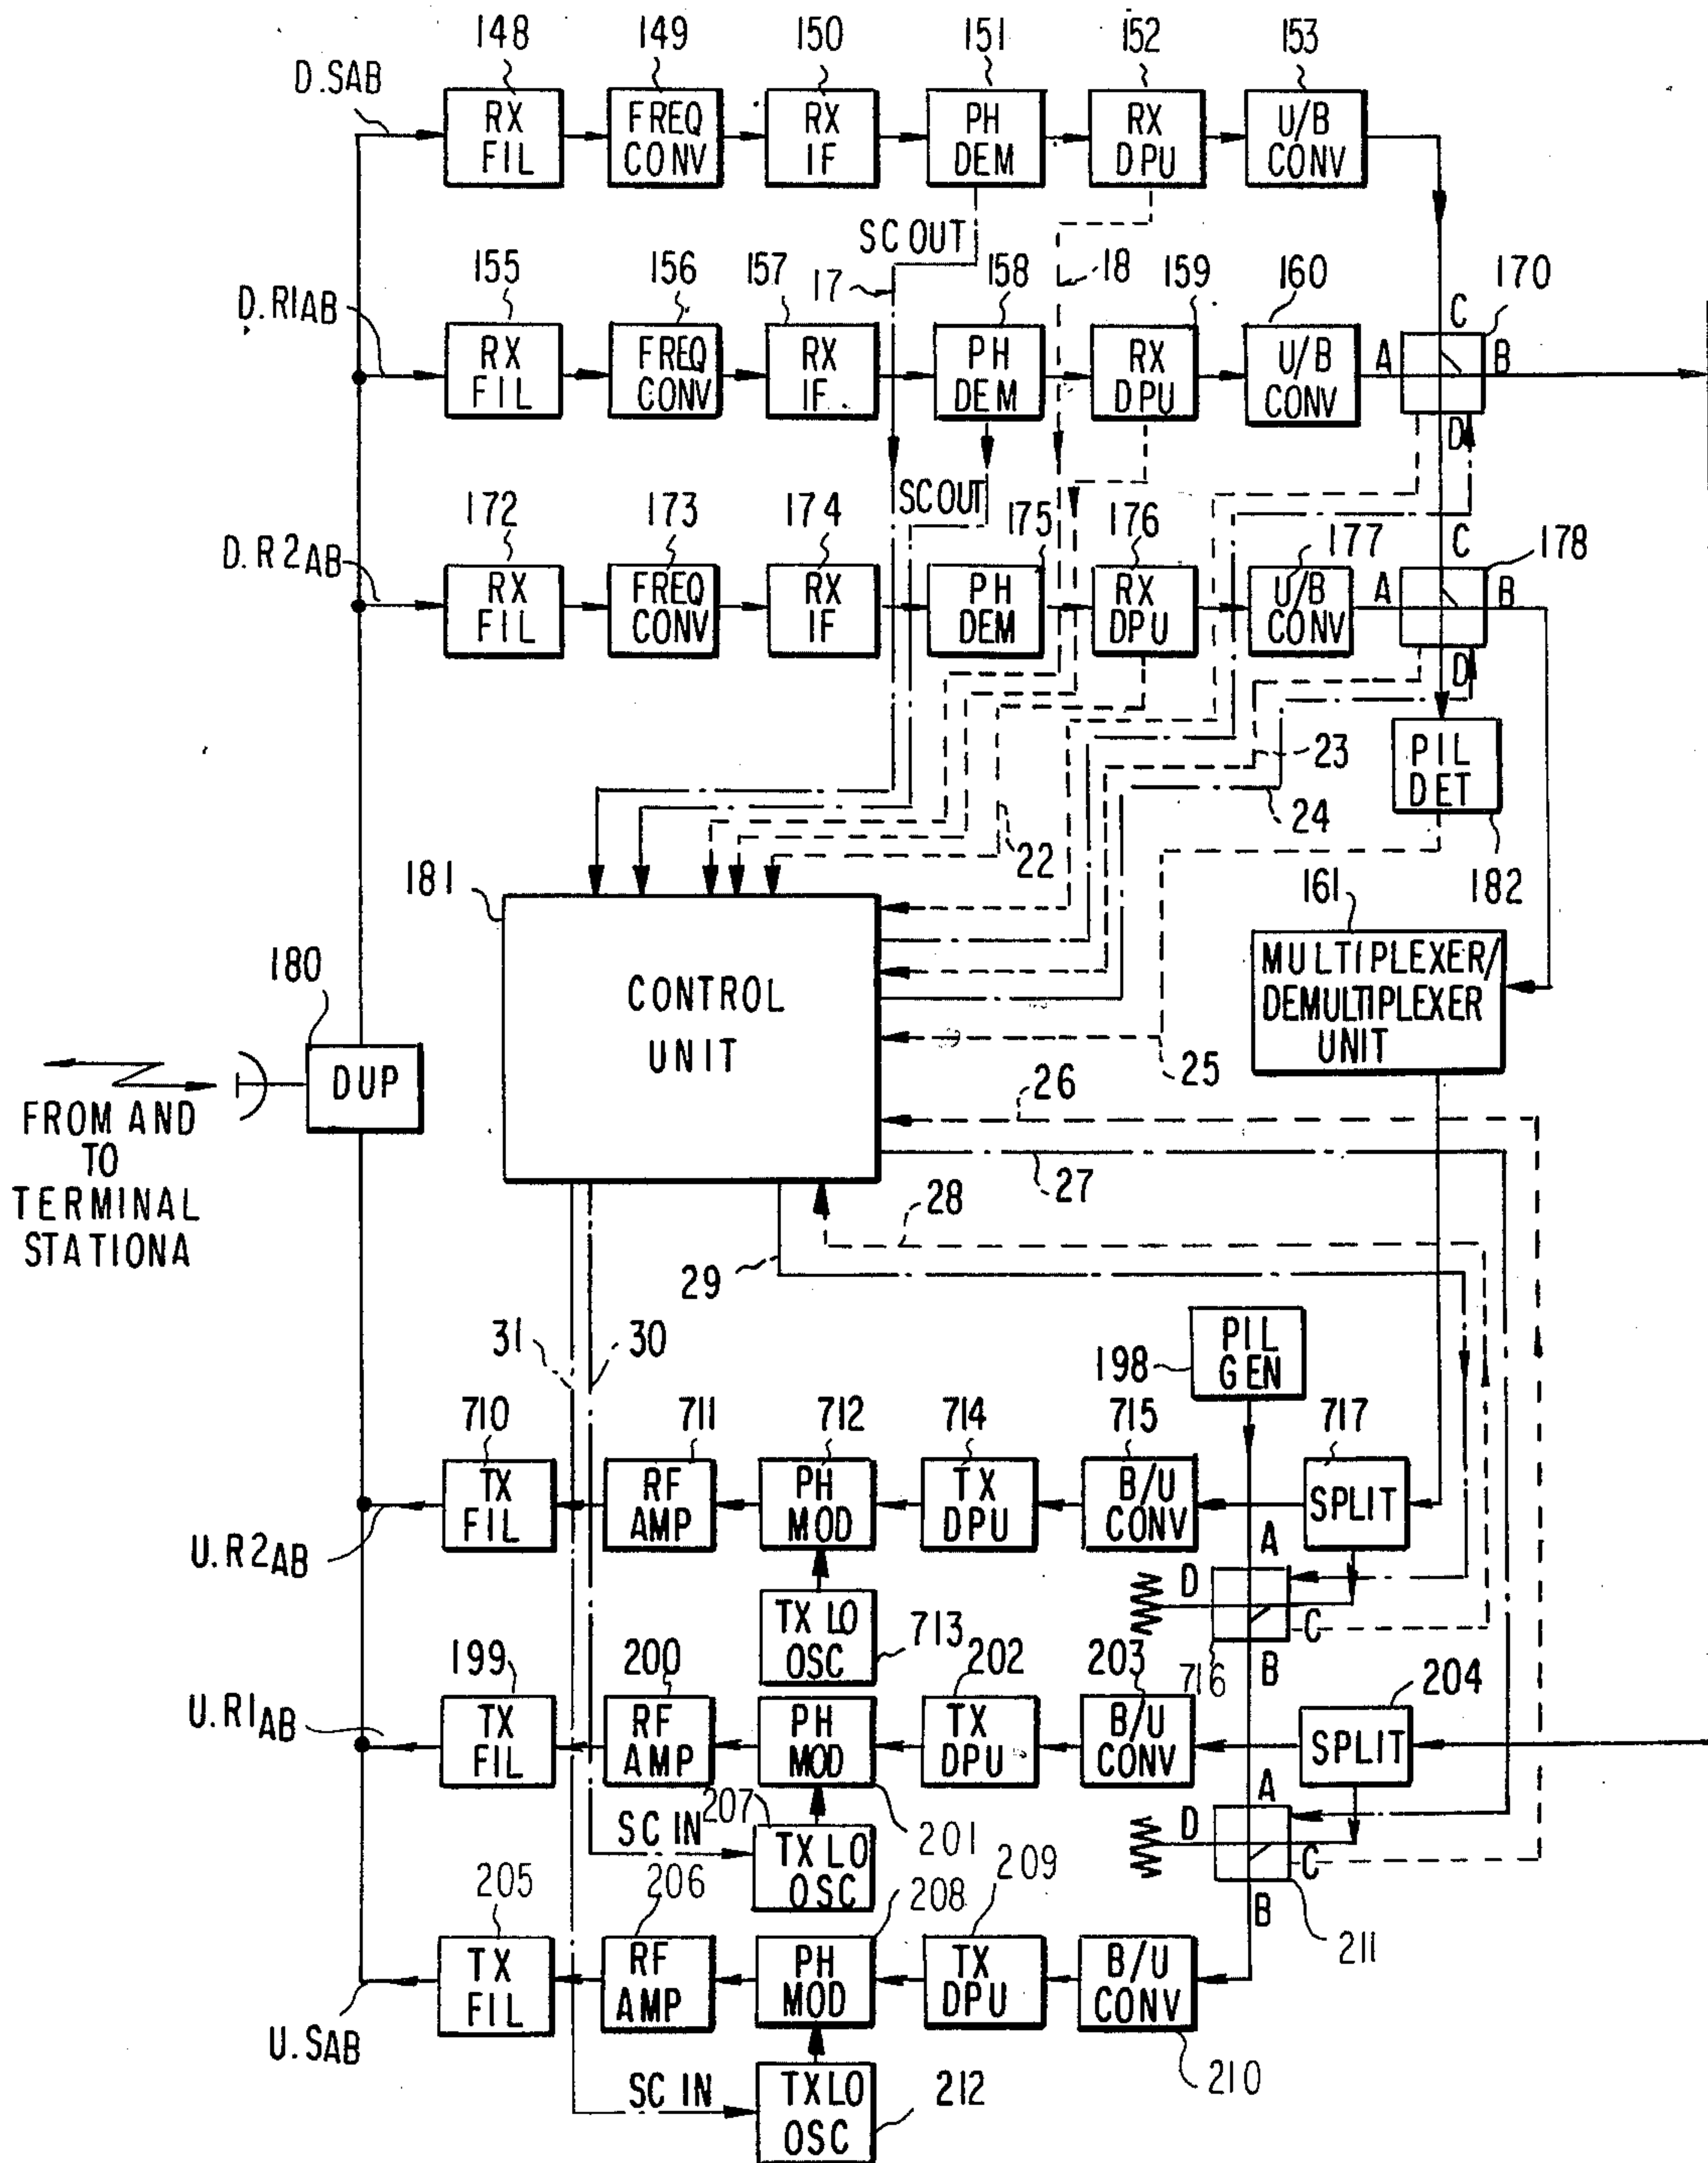 148 149 150 151 152 153
D.SAB
RX FIL
FREQ CONV
RX IF
PH DEM
RX DPU
U/B CONV
SC OUT
17
18
155 156 157 158 159 160 170
D.R1AB
RX FIL
FREQ CONV
RX IF
PH DEM
RX DPU
U/B CONV
A
C
B
D
SC OUT
172 173 174 175 176 177 178
D.R2AB
RX FIL
FREQ CONV
RX IF
PH DEM
RX DPU
U/B CONV
A
C
B
D
PIL DET
182
23
24
22
181
CONTROL UNIT
161
MULTIPLEXER/
DEMULTIPLEXER
UNIT
180
DUP
FROM AND
TO
TERMINAL
STATIONA
25
26
27
28
29
31
30
198
PIL GEN
710 711 712 714 715 717
U.R2AB
TX FIL
RF AMP
PH MOD
TX DPU
B/U CONV
SPLIT
TX LO OSC
713
A
D
C
B
716
199 200 202 203 204
U.R1AB
TX FIL
RF AMP
PH MOD
TX DPU
B/U CONV
SPLIT
207
201
SC IN
TX LO OSC
A
D
C
B
211
205 206 208 209
U.SAB
TX FIL
RF AMP
PH MOD
TX DPU
B/U CONV
210
SC IN
TX LO OSC
212